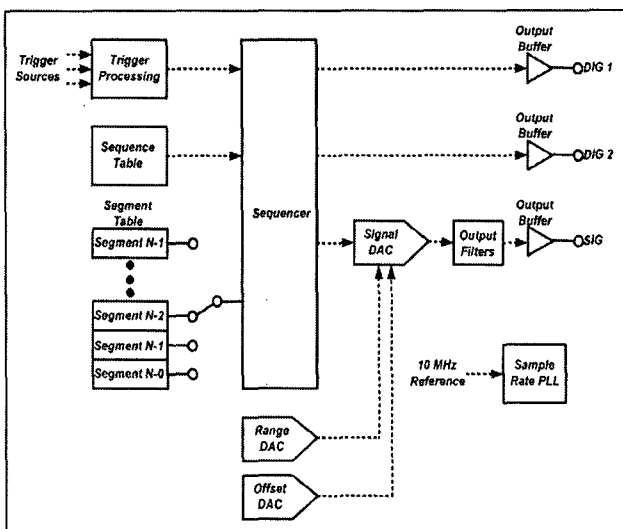 Trigger
Sources
Trigger
Processing
Sequence
Table
Segment
Table
Segment N-1
Segment N-2
Segment N-1
Segment N-0
Sequencer
Output
Buffer
DIG 1
Output
Buffer
DIG 2
Signal
DAC
Output
Filters
Output
Buffer
SIG
10 MHz
Reference
Sample
Rate PLL
Range
DAC
Offset
DAC